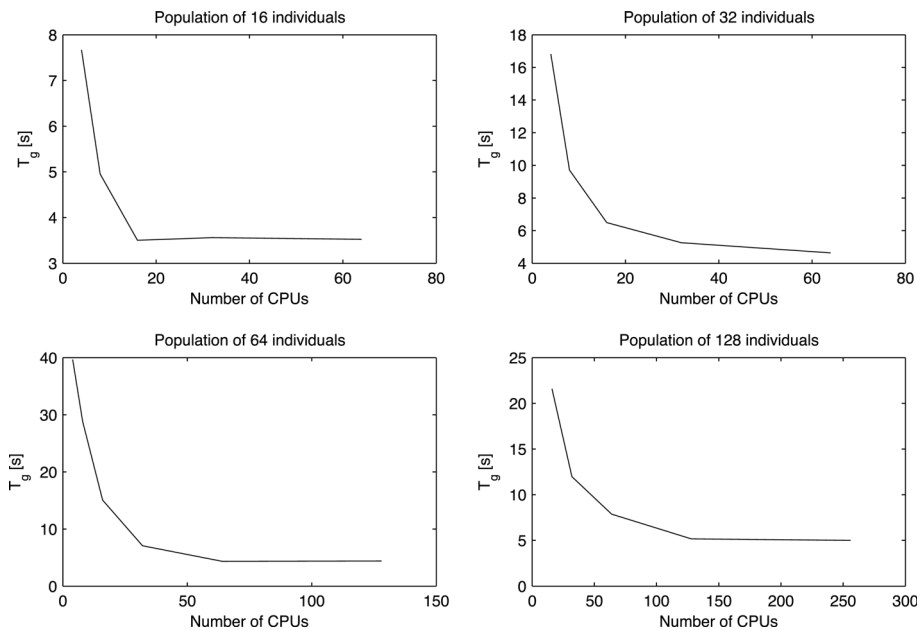 Population of 16 individuals
8
7
6
5
4
3
T_g [s]
0 20 40 60 80
Number of CPUs
Population of 32 individuals
18
16
14
12
10
8
6
4
T_g [s]
0 20 40 60 80
Number of CPUs
Population of 64 individuals
40
30
20
10
0
T_g [s]
0 50 100 150
Number of CPUs
Population of 128 individuals
25
20
15
10
5
0
T_g [s]
0 50 100 150 200 250 300
Number of CPUs